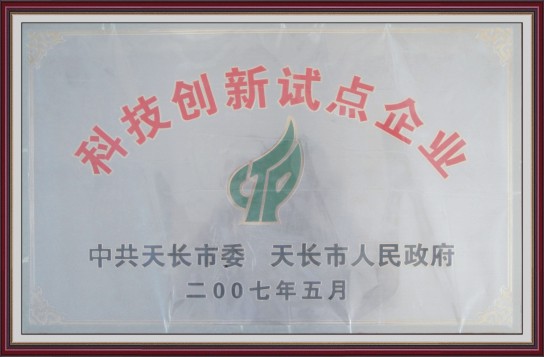 科技创新试点企业
CTP
中共天长市委 天长市人民政府
二00七年五月